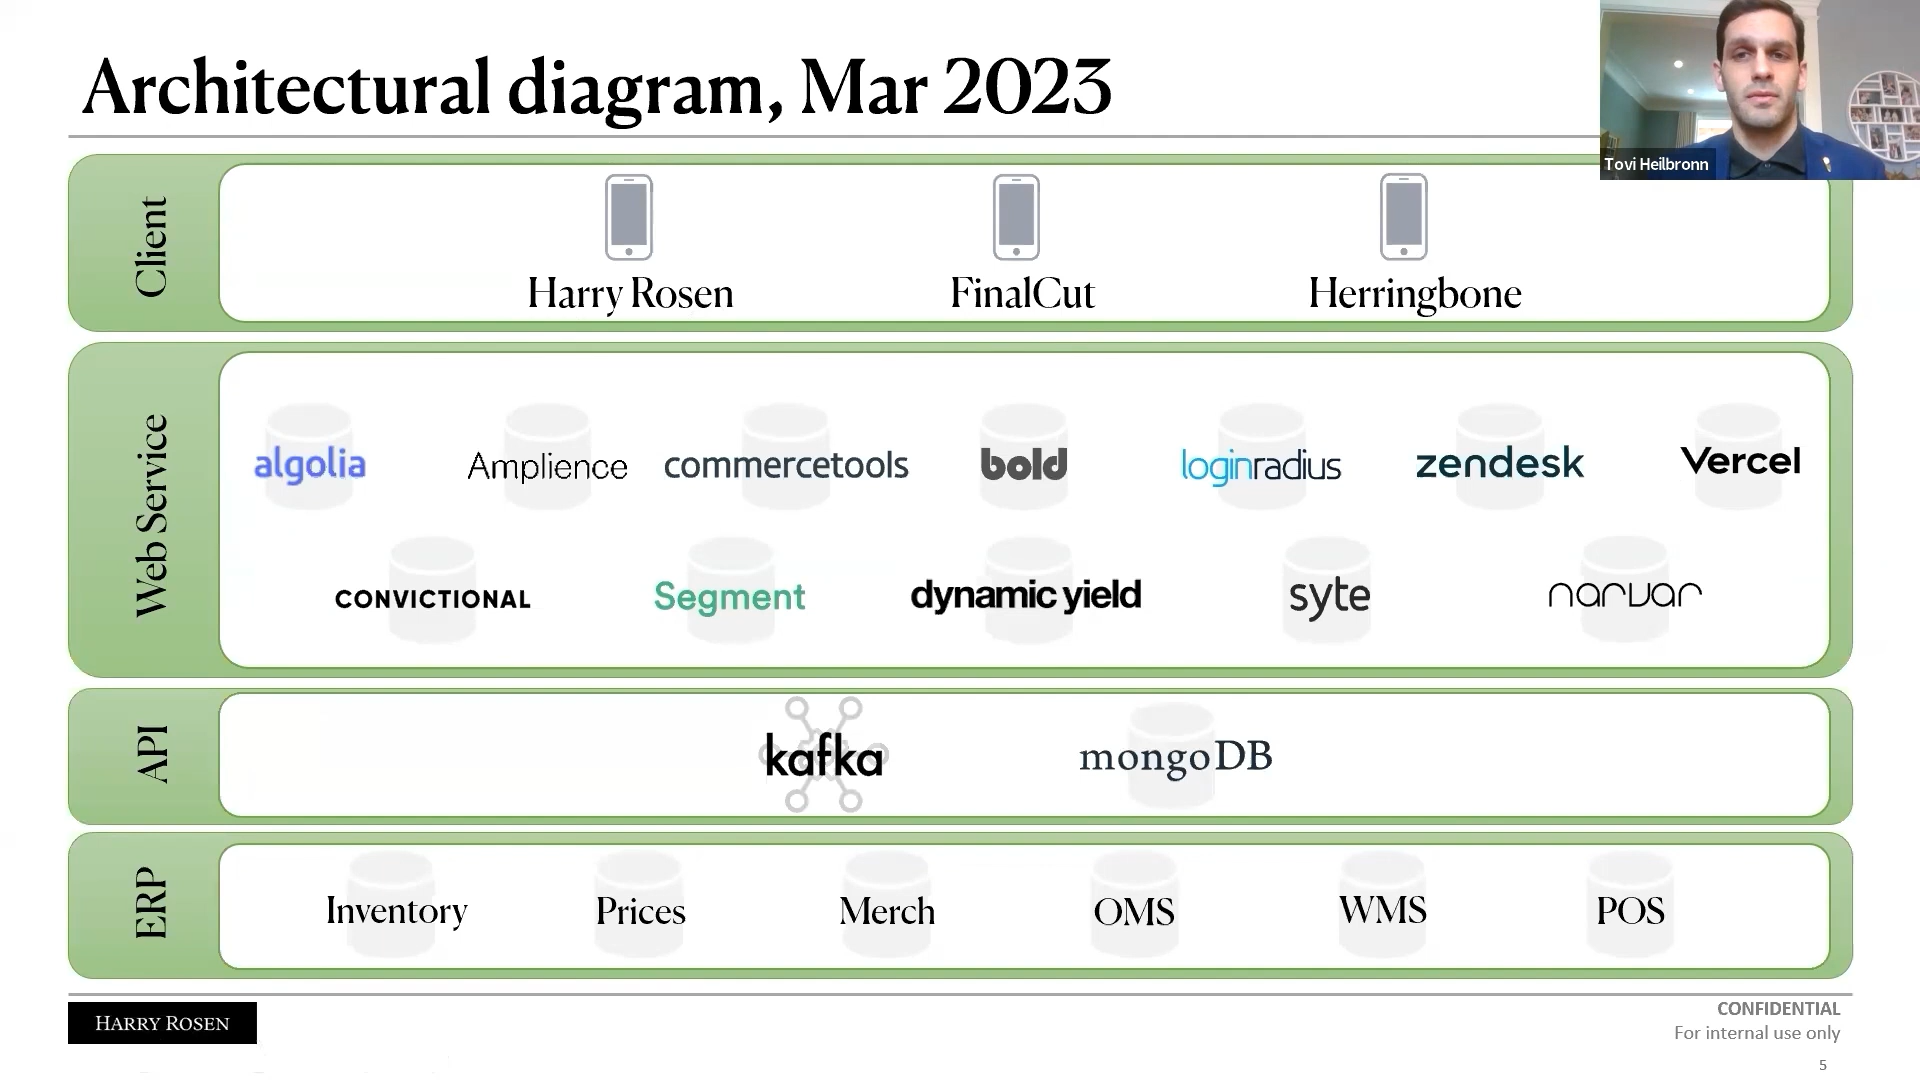 Architectural diagram, Mar 2023
Tovi Heilbronn
Client
Harry Rosen
FinalCut
Herringbone
Web Service
algolia
Amplience
commercetools
bold
loginradius
zendesk
Vercel
CONVICTIONAL
Segment
dynamic yield
syte
narvar
API
kafka
mongoDB
ERP
Inventory
Prices
Merch
OMS
WMS
POS
HARRY ROSEN
CONFIDENTIAL
For internal use only
5